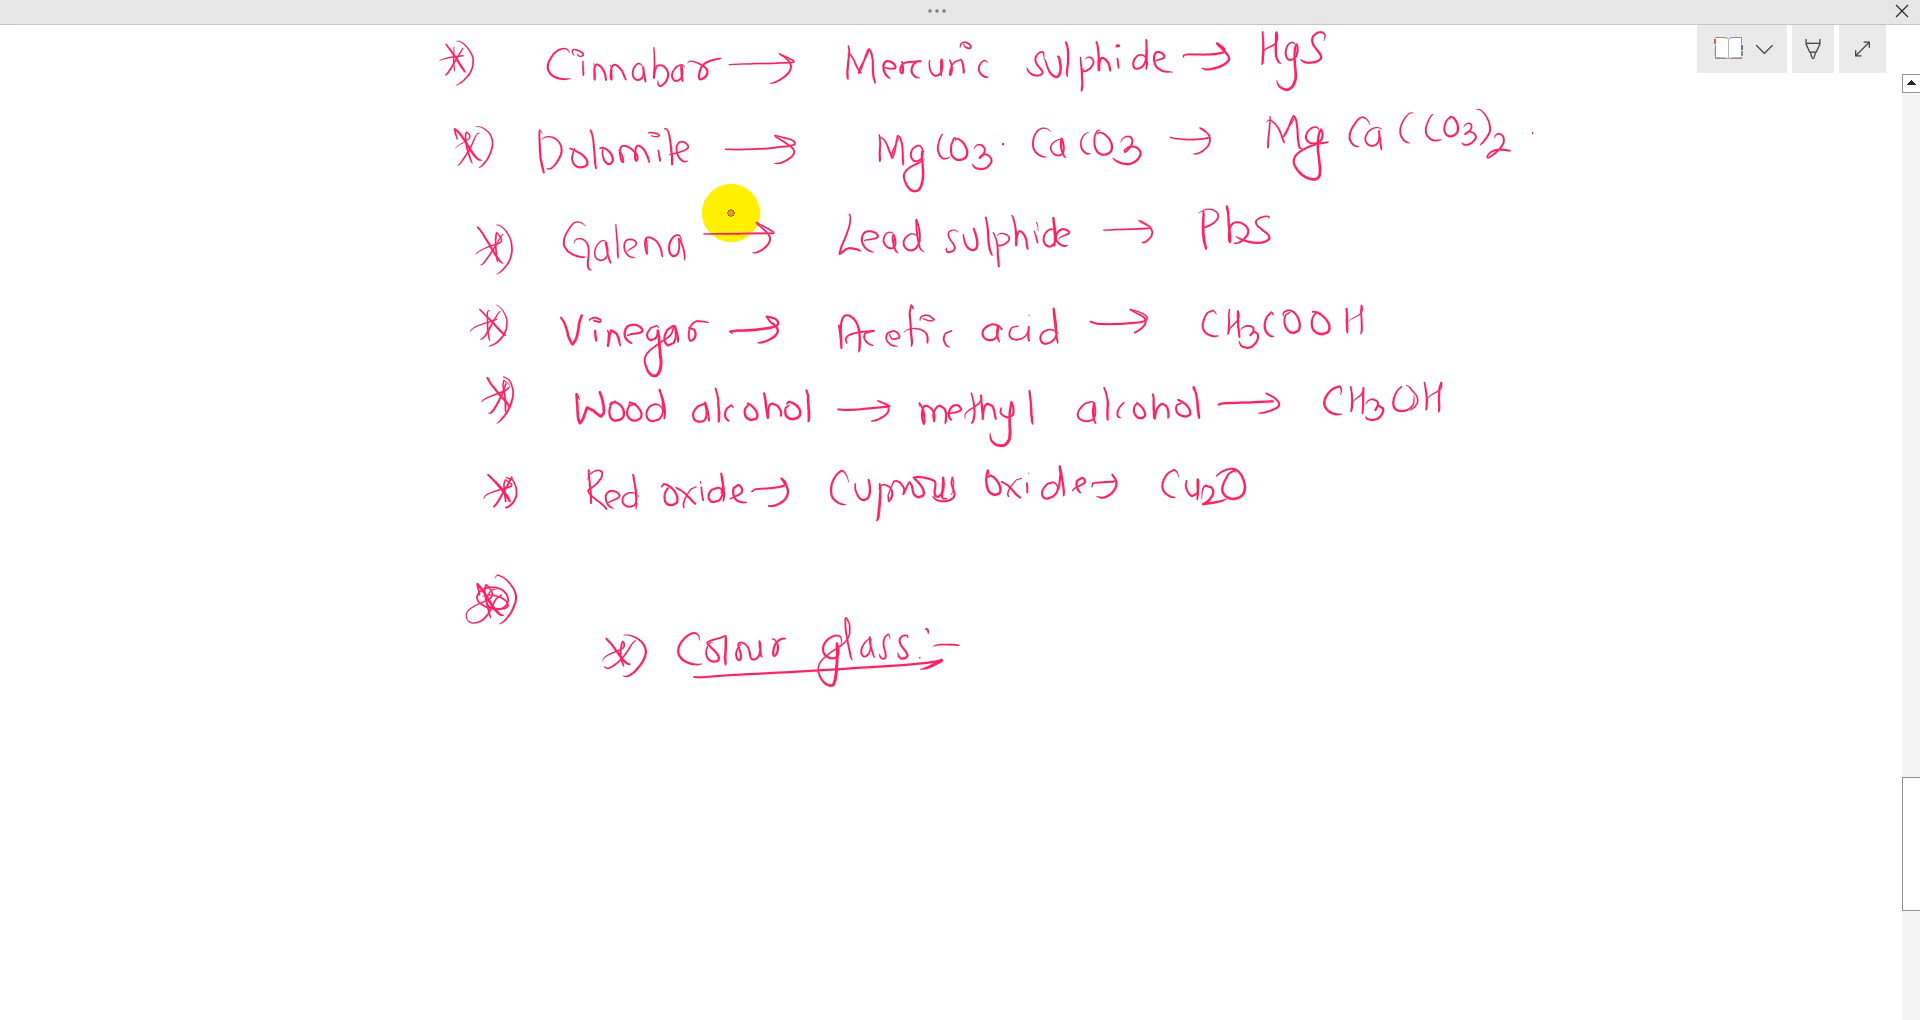 *) Cinnabar → Mercuric sulphide → HgS
*) Dolomite → MgCO3. CaCO3 → MgCa(CO3)2.
*) Galena → Lead sulphide → PbS
*) Vinegar → Acetic acid → CH3COOH
*) Wood alcohol → methyl alcohol → CH3OH
*) Red oxide → Cuprous Oxide → Cu2O
*) Colour glass:-